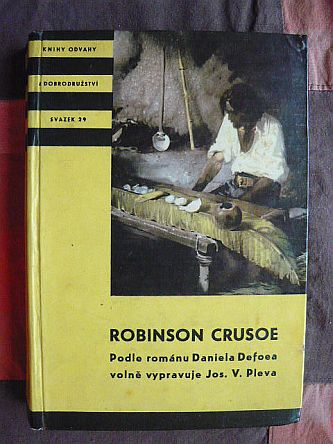 KNIHY ODVAHY
A DOBRODRUŽSTVÍ
SVAZEK 29
ROBINSON CRUSOE
Podle románu Daniela Defoea
volně vypravuje Jos. V. Pleva